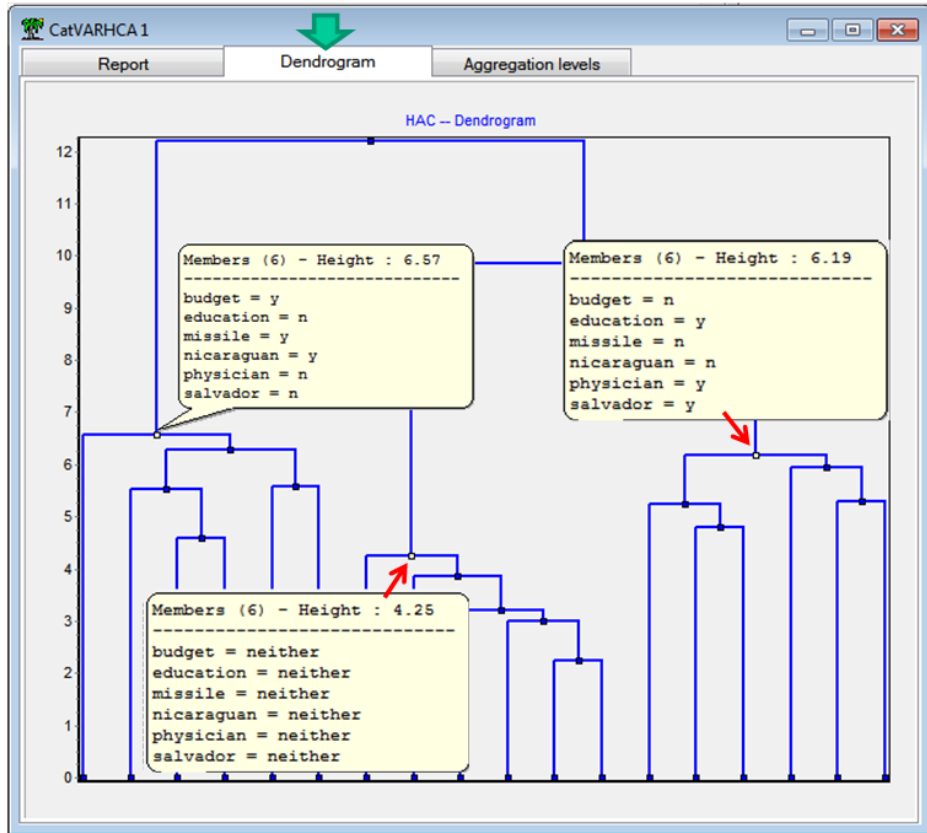 CatVARHCA 1
Report Dendrogram Aggregation levels
HAC -- Dendrogram
12
11
10
9
8
7
6
5
4
3
2
1
0
Members (6) - Height : 6.57
-----------------------------
budget = y
education = n
missile = y
nicaraguan = y
physician = n
salvador = n
Members (6) - Height : 6.19
-----------------------------
budget = n
education = y
missile = n
nicaraguan = n
physician = y
salvador = y
Members (6) - Height : 4.25
-----------------------------
budget = neither
education = neither
missile = neither
nicaraguan = neither
physician = neither
salvador = neither